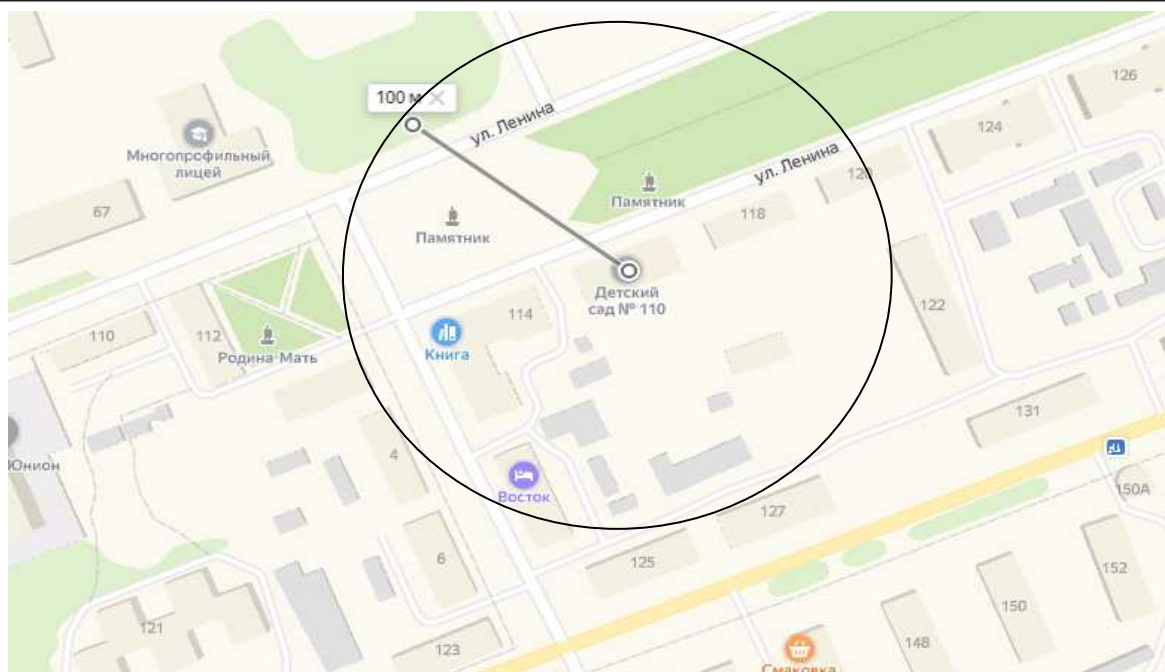 126
100 м
ул. Ленина
124
Многопрофильный
лицей
ул. Ленина
120
67
Памятник
118
Памятник
Детский
сад № 110
122
114
110
112
Родина-Мать
Книга
131
4
Юнион
Восток
150А
127
6
125
152
150
121
123
148
Смаковка